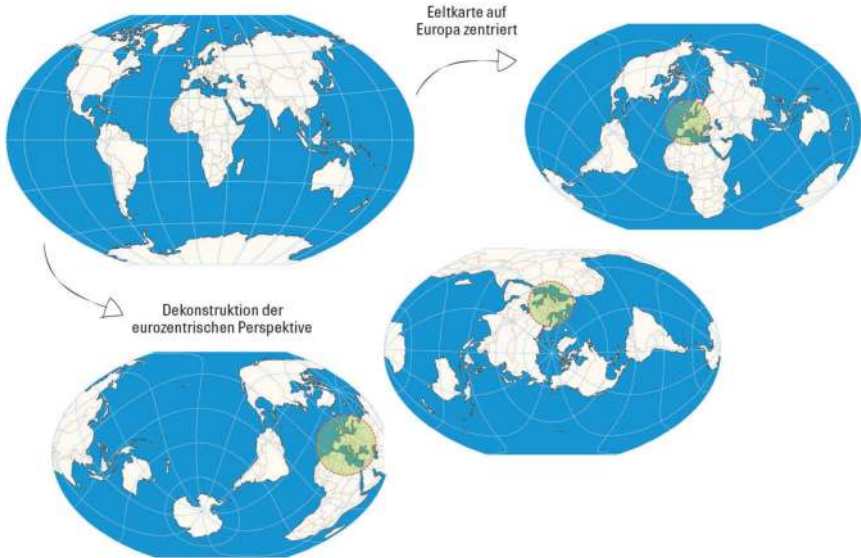 Eeltkarte auf
Europa zentriert
Dekonstruktion der
eurozentrischen Perspektive